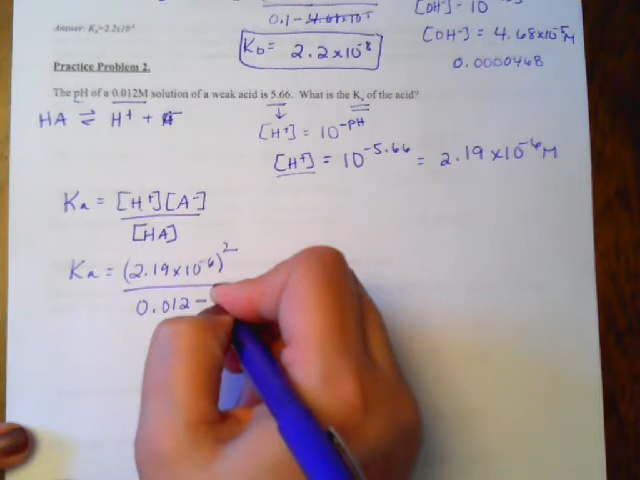 [OH-] = 10
0.1-4.68x10-5
[OH-] = 4.68x10-5M
Answer: Kb=2.2x10-8
Kb= 2.2x10-8
0.0000468
Practice Problem 2.
The pH of a 0.012M solution of a weak acid is 5.66. What is the Ka of the acid?
HA ⇌ H+ + A-
↓
[H+] = 10-pH
[H+] = 10-5.66 = 2.19x10-6M
Ka = [H+][A-]
[HA]
Ka = (2.19x10-6)2
0.012-